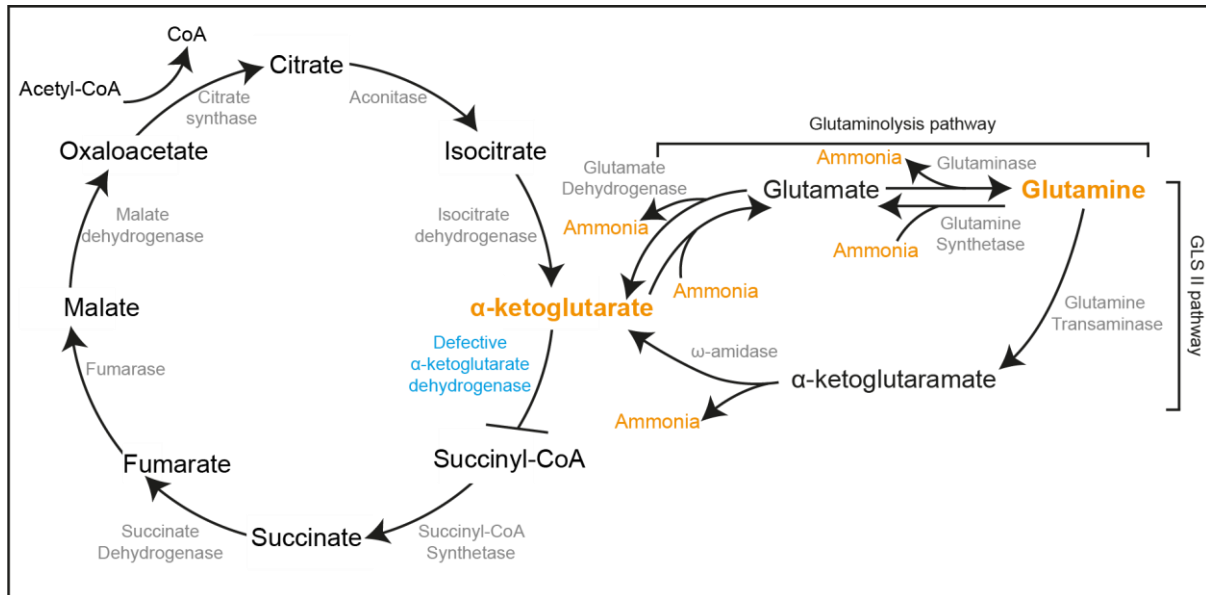 CoA
Acetyl-CoA
Citrate
Citrate
synthase
Aconitase
Oxaloacetate
Isocitrate
Malate
dehydrogenase
Isocitrate
dehydrogenase
Malate
α-ketoglutarate
Fumarase
Defective
α-ketoglutarate
dehydrogenase
Fumarate
Succinyl-CoA
Succinate
Dehydrogenase
Succinate
Succinyl-CoA
Synthetase
Glutaminolysis pathway
Glutamate
Dehydrogenase
Ammonia
Glutamate
Ammonia
Glutaminase
Glutamine
Ammonia
Glutamine
Synthetase
Ammonia
Glutamine
Transaminase
ω-amidase
α-ketoglutaramate
Ammonia
GLS II pathway